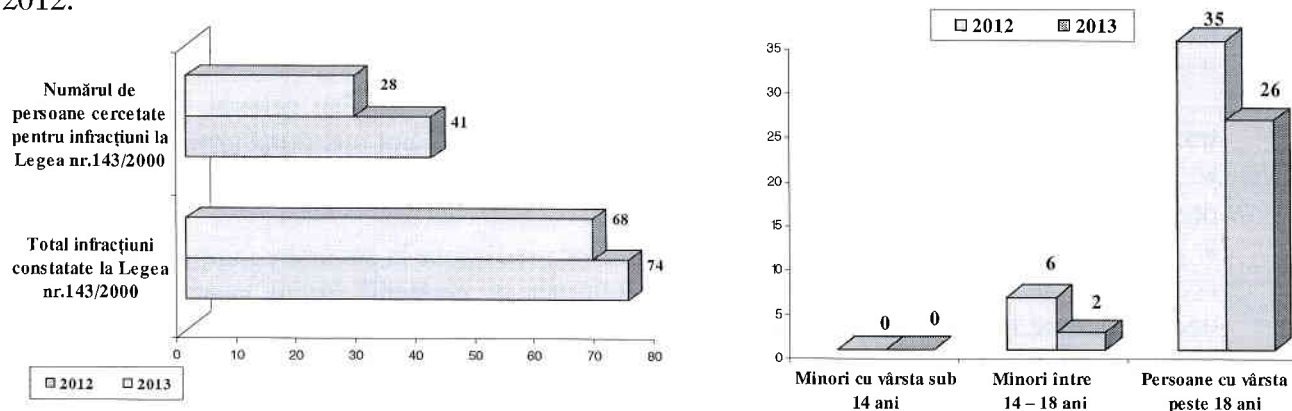 2012.
Numărul de
persoane cercetate
pentru infracțiuni la
Legea nr.143/2000
28
41
Total infracțiuni
constatate la Legea
nr.143/2000
68
74
0 10 20 30 40 50 60 70 80
2012 2013
2012 2013
35
30
25
20
15
10
5
0
0 0
6
2
35
26
Minori cu vârsta sub
14 ani
Minori între
14 – 18 ani
Persoane cu vârsta
peste 18 ani